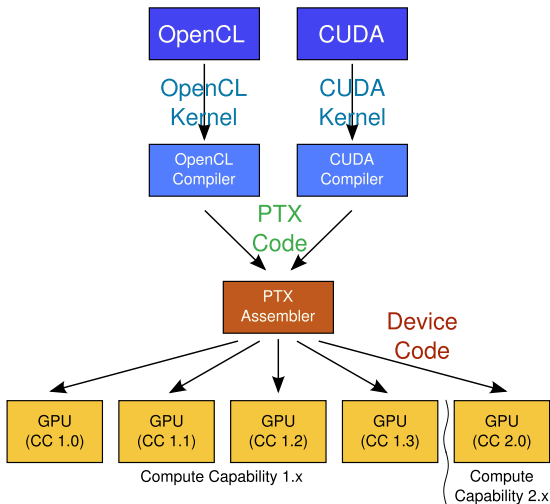 OpenCL
CUDA
OpenCL
Kernel
CUDA
Kernel
OpenCL
Compiler
CUDA
Compiler
PTX
Code
PTX
Assembler
Device
Code
GPU
(CC 1.0)
GPU
(CC 1.1)
GPU
(CC 1.2)
GPU
(CC 1.3)
GPU
(CC 2.0)
Compute Capability 1.x
Compute
Capability 2.x